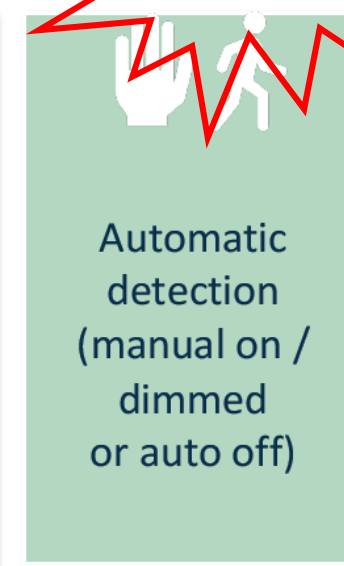 Automatic
detection
(manual on /
dimmed
or auto off)